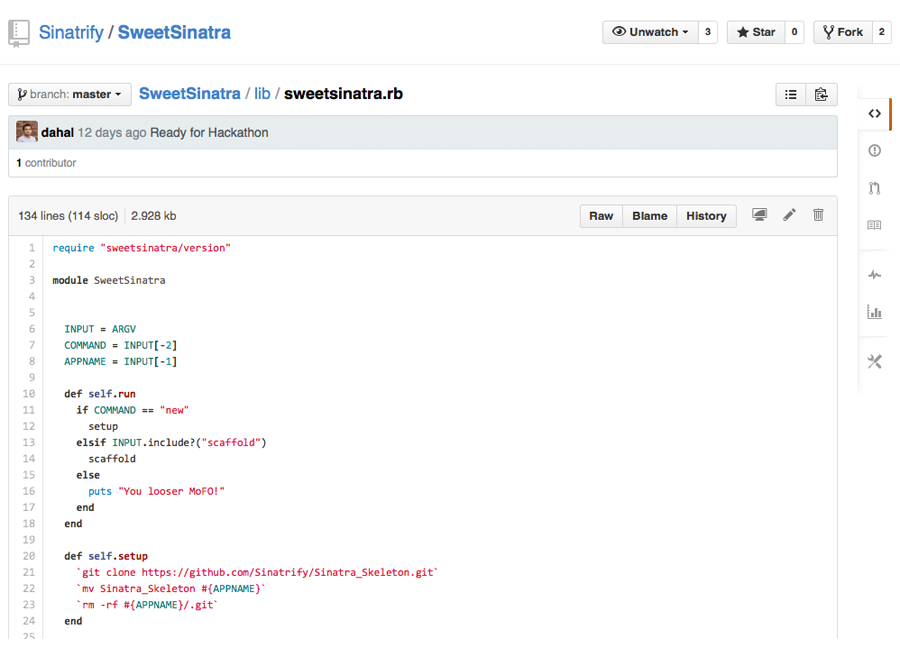 Sinatrify / SweetSinatra
Unwatch 3 Star 0 Fork 2
branch: master SweetSinatra / lib / sweetsinatra.rb
dahal 12 days ago Ready for Hackathon
1 contributor
134 lines (114 sloc) 2.928 kb Raw Blame History
1 require "sweetsinatra/version"
2
3 module SweetSinatra
4
5
6 INPUT = ARGV
7 COMMAND = INPUT[-2]
8 APPNAME = INPUT[-1]
9
10 def self.run
11 if COMMAND == "new"
12 setup
13 elsif INPUT.include?("scaffold")
14 scaffold
15 else
16 puts "You looser MoFO!"
17 end
18 end
19
20 def self.setup
21 `git clone https://github.com/Sinatrify/Sinatra_Skeleton.git`
22 `mv Sinatra_Skeleton #{APPNAME}`
23 `rm -rf #{APPNAME}/.git`
24 end
25